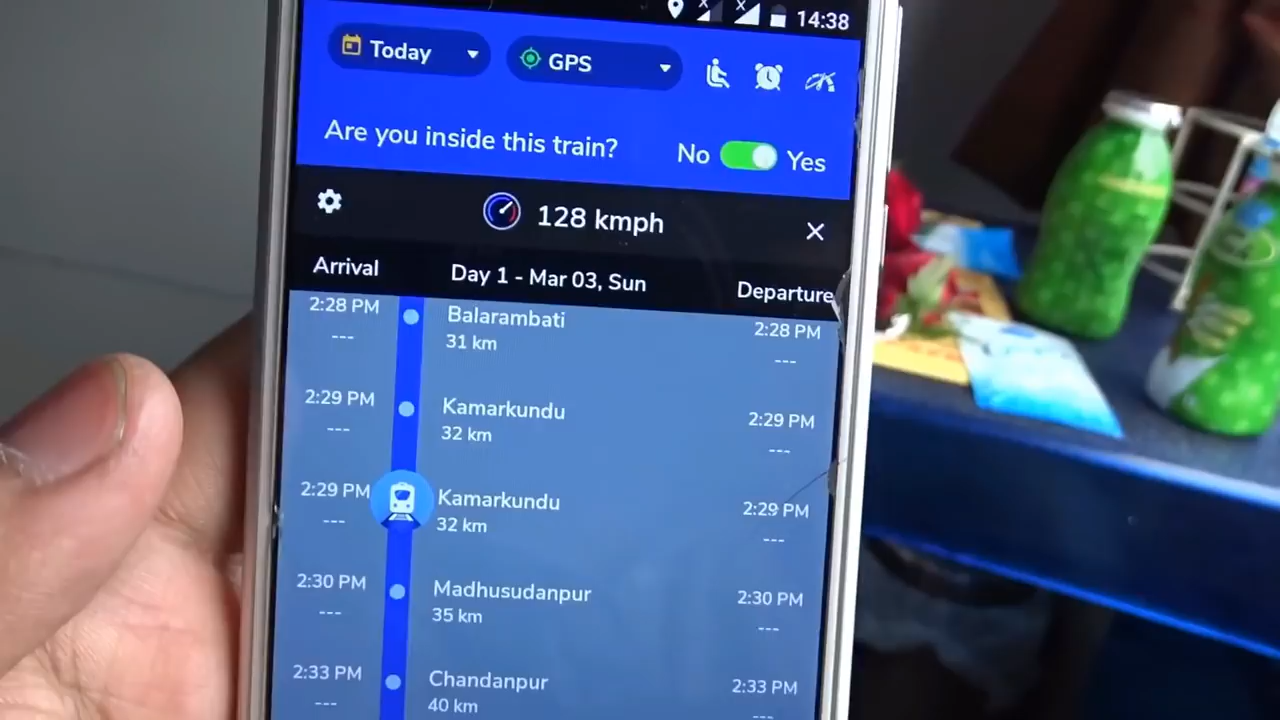 14:38
Today GPS
Are you inside this train? No Yes
128 kmph
Arrival Day 1 - Mar 03, Sun Departure
2:28 PM Balarambati 2:28 PM
--- 31 km ---
2:29 PM Kamarkundu 2:29 PM
--- 32 km ---
2:29 PM Kamarkundu 2:29 PM
--- 32 km ---
2:30 PM Madhusudanpur 2:30 PM
--- 35 km ---
2:33 PM Chandanpur 2:33 PM
--- 40 km ---